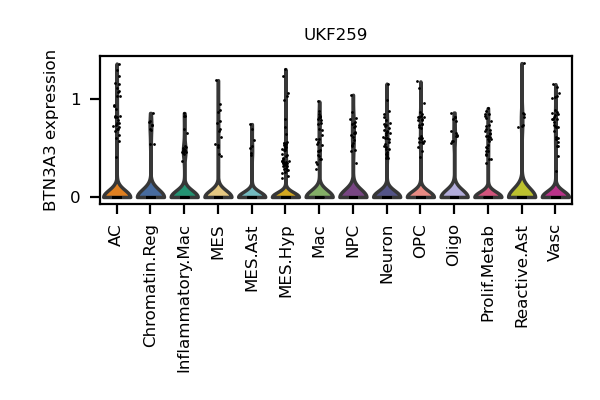 UKF259
BTN3A3 expression
1
0
AC
Chromatin.Reg
Inflammatory.Mac
MES
MES.Ast
MES.Hyp
Mac
NPC
Neuron
OPC
Oligo
Prolif.Metab
Reactive.Ast
Vasc